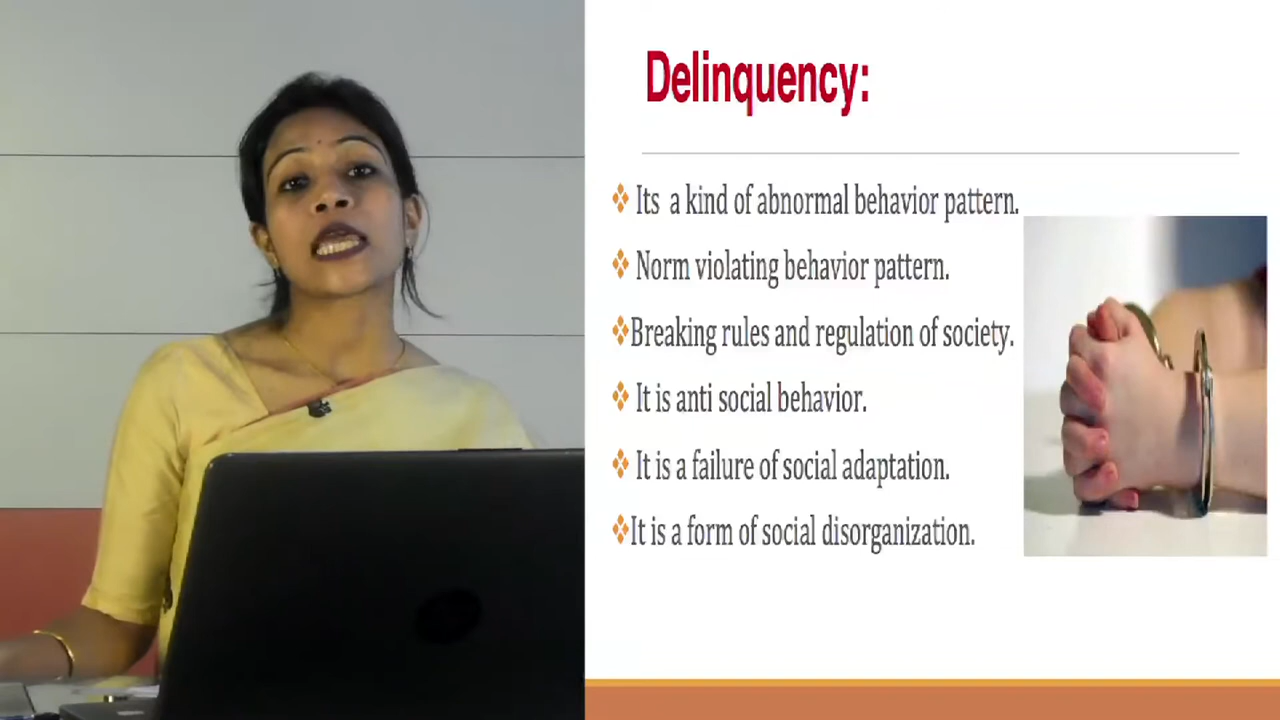 Delinquency:
Its a kind of abnormal behavior pattern.
Norm violating behavior pattern.
Breaking rules and regulation of society.
It is anti social behavior.
It is a failure of social adaptation.
It is a form of social disorganization.